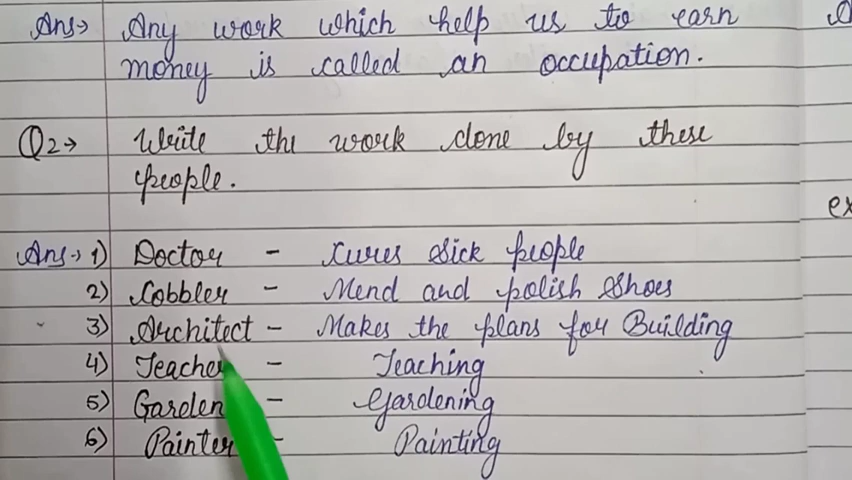 Ans→ Any work which help us to earn
money is called an occupation.
Q2→ Write the work done by these
people.
Ans→ 1) Doctor - Cures sick people
2) Cobbler - Mend and polish shoes
3) Architect - Makes the plans for Building
4) Teacher - Teaching
5) - Gardening
6) Painter - Painting
ex